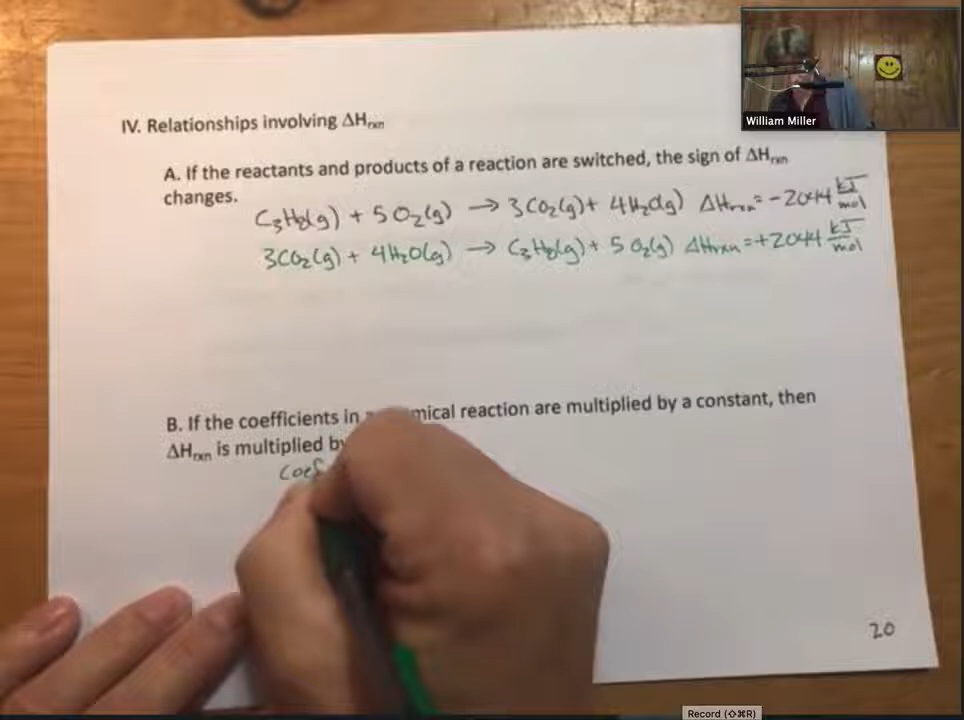 William Miller
IV. Relationships involving ΔHrxn
A. If the reactants and products of a reaction are switched, the sign of ΔHrxn
changes.
C3H8(g) + 5O2(g) → 3CO2(g) + 4H2O(g) ΔHrxn = -2044 kJ/mol
3CO2(g) + 4H2O(g) → C3H8(g) + 5O2(g) ΔHrxn = +2044 kJ/mol
B. If the coefficients in mical reaction are multiplied by a constant, then
ΔHrxn is multiplied by
coef
20
Record (⇧⌘R)